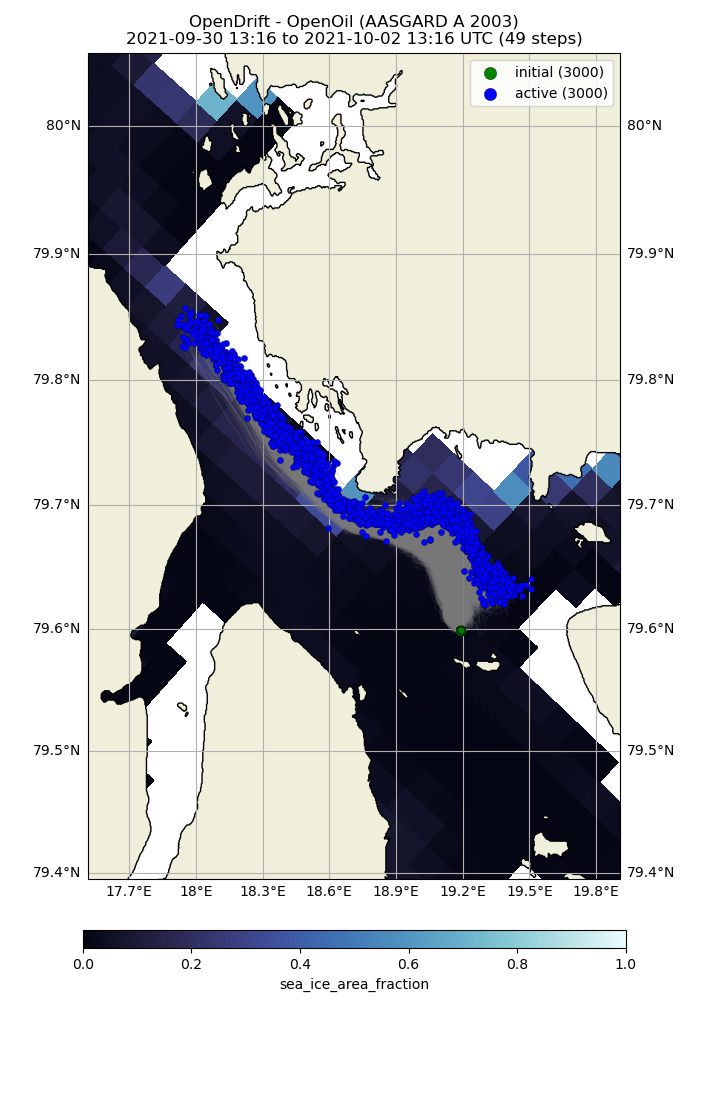 OpenDrift - OpenOil (AASGARD A 2003)
2021-09-30 13:16 to 2021-10-02 13:16 UTC (49 steps)
initial (3000)
active (3000)
80°N 80°N
79.9°N 79.9°N
79.8°N 79.8°N
79.7°N 79.7°N
79.6°N 79.6°N
79.5°N 79.5°N
79.4°N 79.4°N
17.7°E 18°E 18.3°E 18.6°E 18.9°E 19.2°E 19.5°E 19.8°E
0.0 0.2 0.4 0.6 0.8 1.0
sea_ice_area_fraction